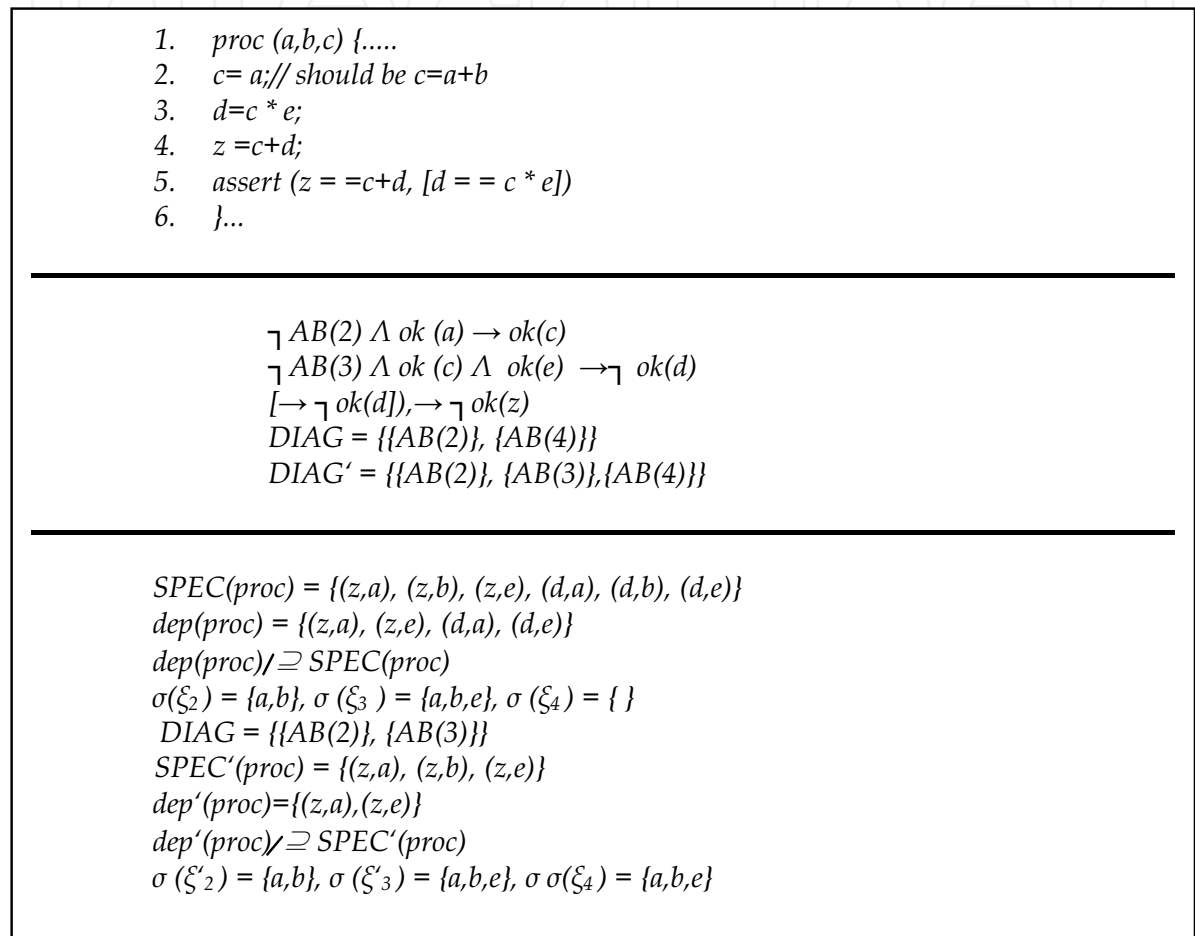 1. proc (a,b,c) {.....
2. c= a;// should be c=a+b
3. d=c * e;
4. z =c+d;
5. assert (z = =c+d, [d = = c * e])
6. }...
┐AB(2) Λ ok (a) → ok(c)
┐AB(3) Λ ok (c) Λ ok(e) →┐ ok(d)
[→ ┐ok(d]),→ ┐ok(z)
DIAG = {{AB(2)}, {AB(4)}}
DIAG‘ = {{AB(2)}, {AB(3)},{AB(4)}}
SPEC(proc) = {(z,a), (z,b), (z,e), (d,a), (d,b), (d,e)}
dep(proc) = {(z,a), (z,e), (d,a), (d,e)}
dep(proc)/⊇ SPEC(proc)
σ(ξ2 ) = {a,b}, σ (ξ3 ) = {a,b,e}, σ (ξ4 ) = { }
DIAG = {{AB(2)}, {AB(3)}}
SPEC‘(proc) = {(z,a), (z,b), (z,e)}
dep‘(proc)={(z,a),(z,e)}
dep‘(proc)/⊇ SPEC‘(proc)
σ (ξ‘2 ) = {a,b}, σ (ξ‘3 ) = {a,b,e}, σ σ(ξ4 ) = {a,b,e}